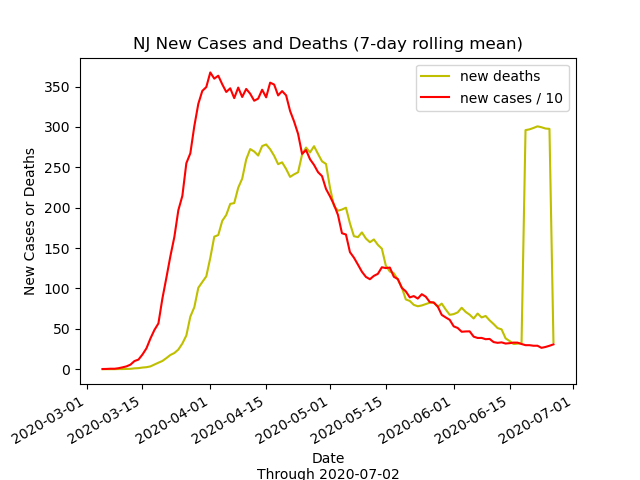 NJ New Cases and Deaths (7-day rolling mean)
new deaths
new cases / 10
New Cases or Deaths
350
300
250
200
150
100
50
0
2020-03-01
2020-03-15
2020-04-01
2020-04-15
2020-05-01
2020-05-15
2020-06-01
2020-06-15
2020-07-01
Date
Through 2020-07-02